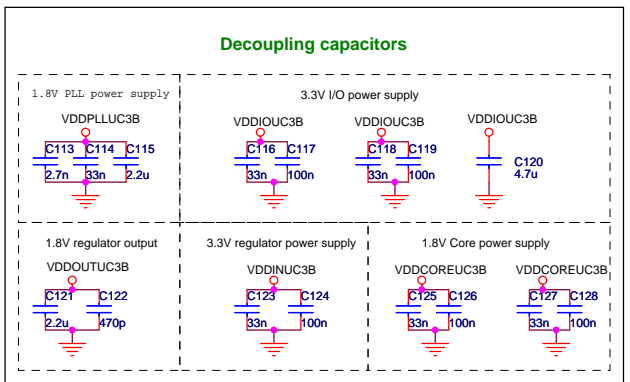 Decoupling capacitors
1.8V PLL power supply
3.3V I/O power supply
VDDPLLUC3B
VDDIOUC3B
VDDIOUC3B
VDDIOUC3B
C113 C114 C115
C116 C117
C118 C119
C120
2.7n 33n 2.2u
33n 100n
33n 100n
4.7u
1.8V regulator output
3.3V regulator power supply
1.8V Core power supply
VDDOUTUC3B
VDDINUC3B
VDDCOREUC3B
VDDCOREUC3B
C121 C122
C123 C124
C125 C126
C127 C128
2.2u 470p
33n 100n
33n 100n
33n 100n